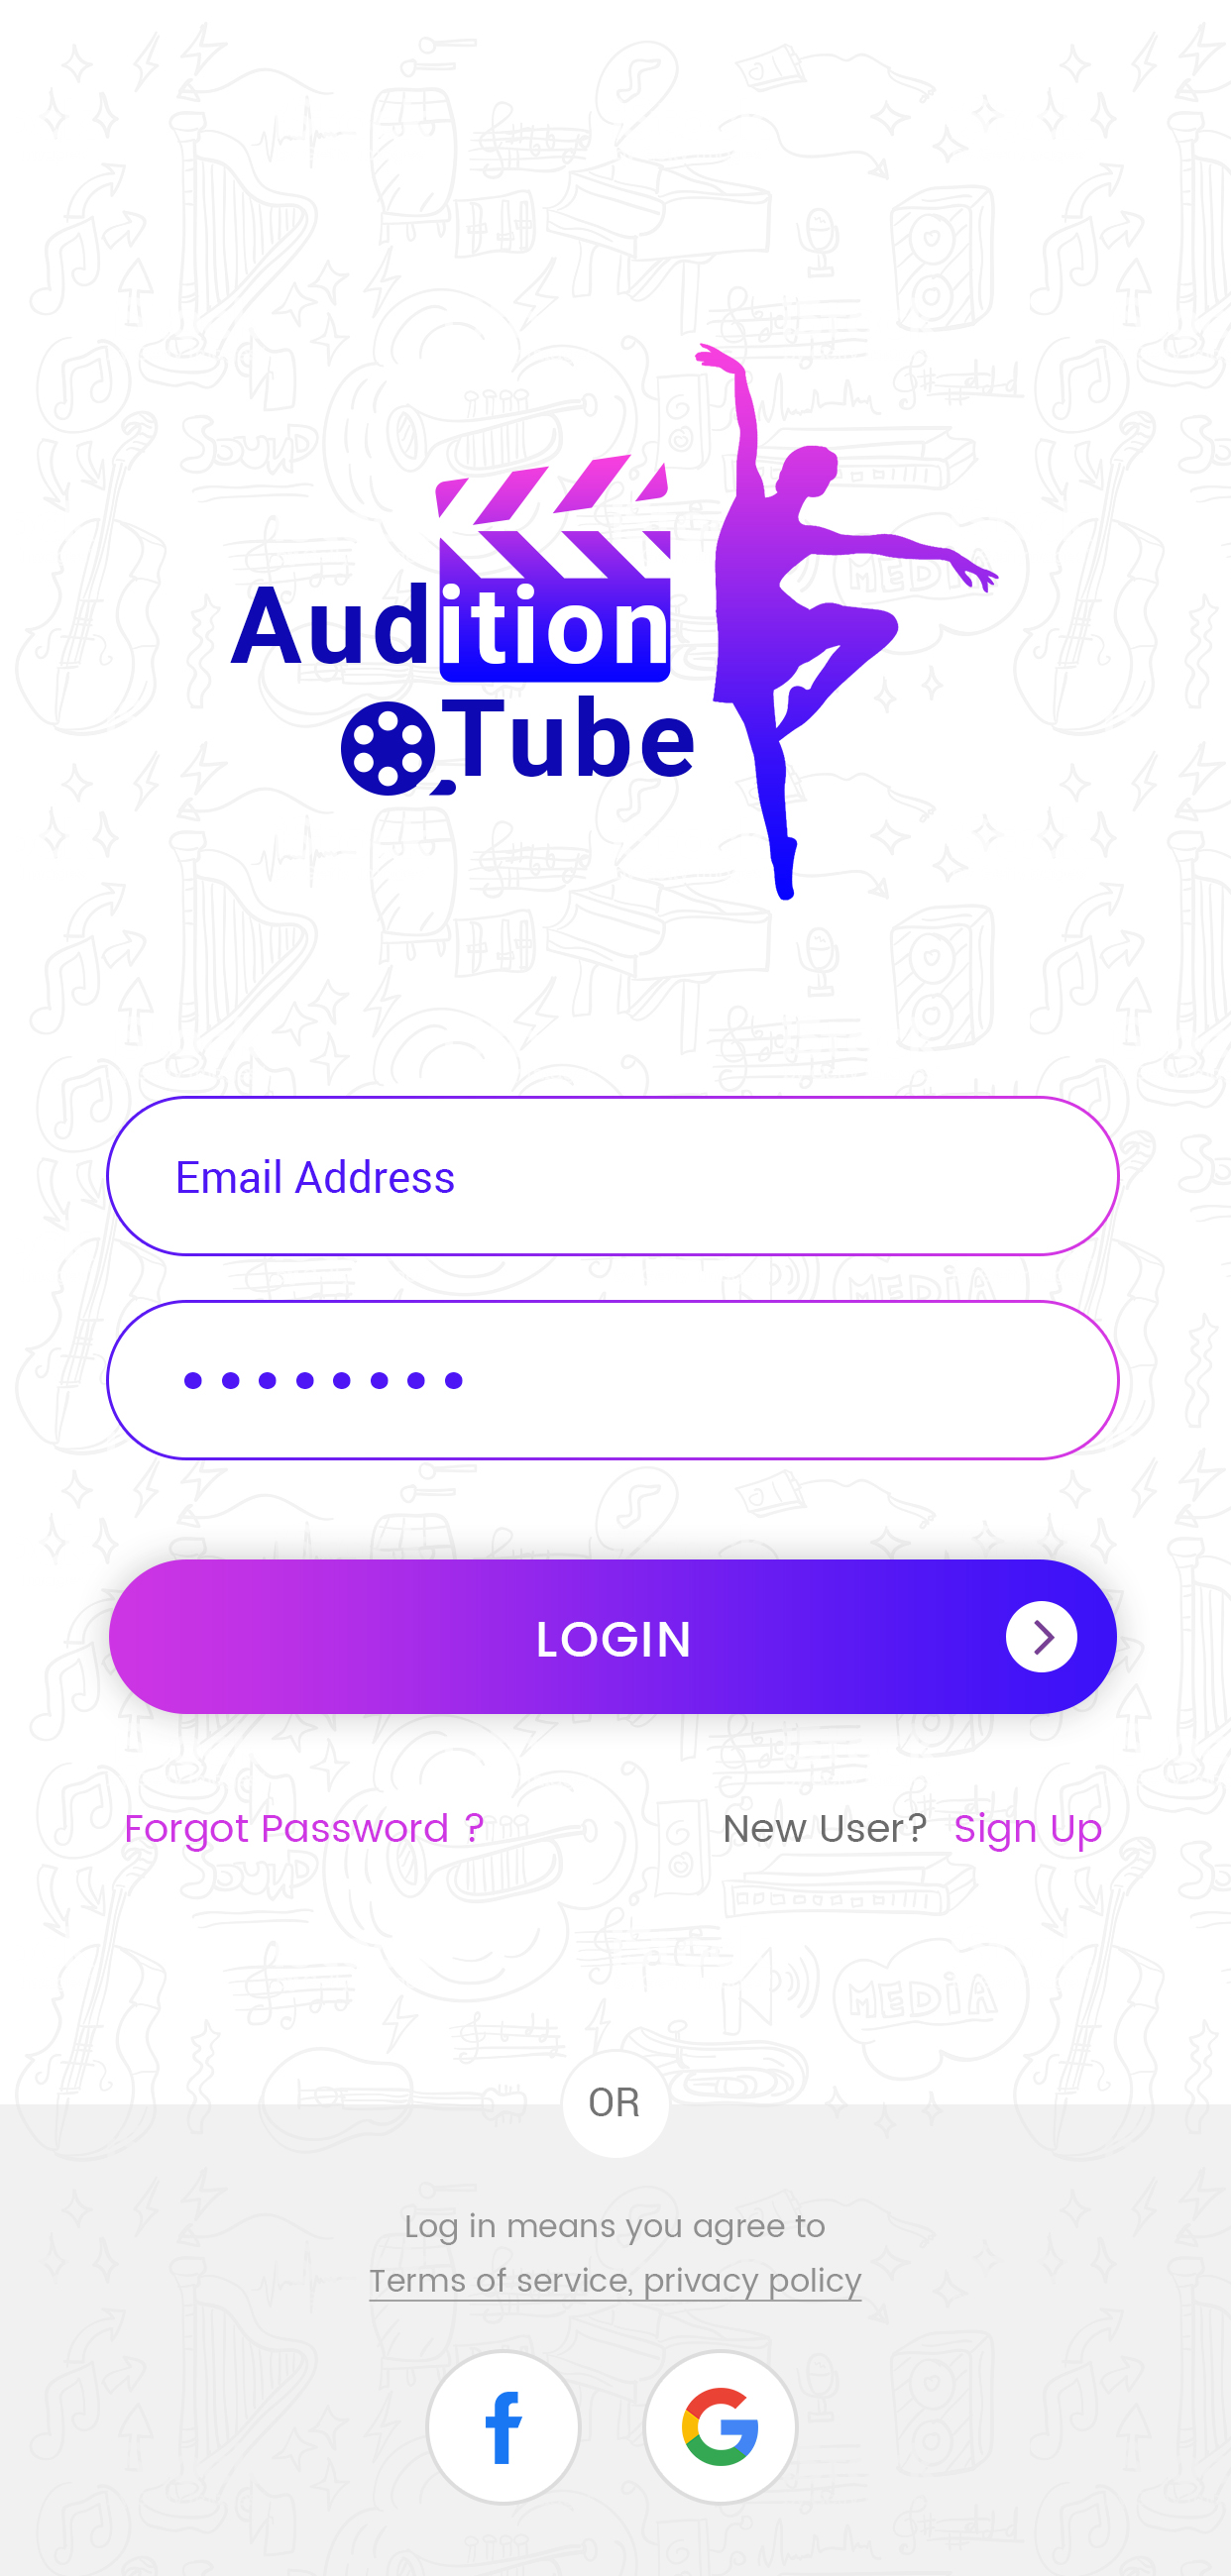 Audition
Tube
Email Address
LOGIN
Forgot Password ?
New User? Sign Up
MEDIA
OR
Log in means you agree to
Terms of service, privacy policy